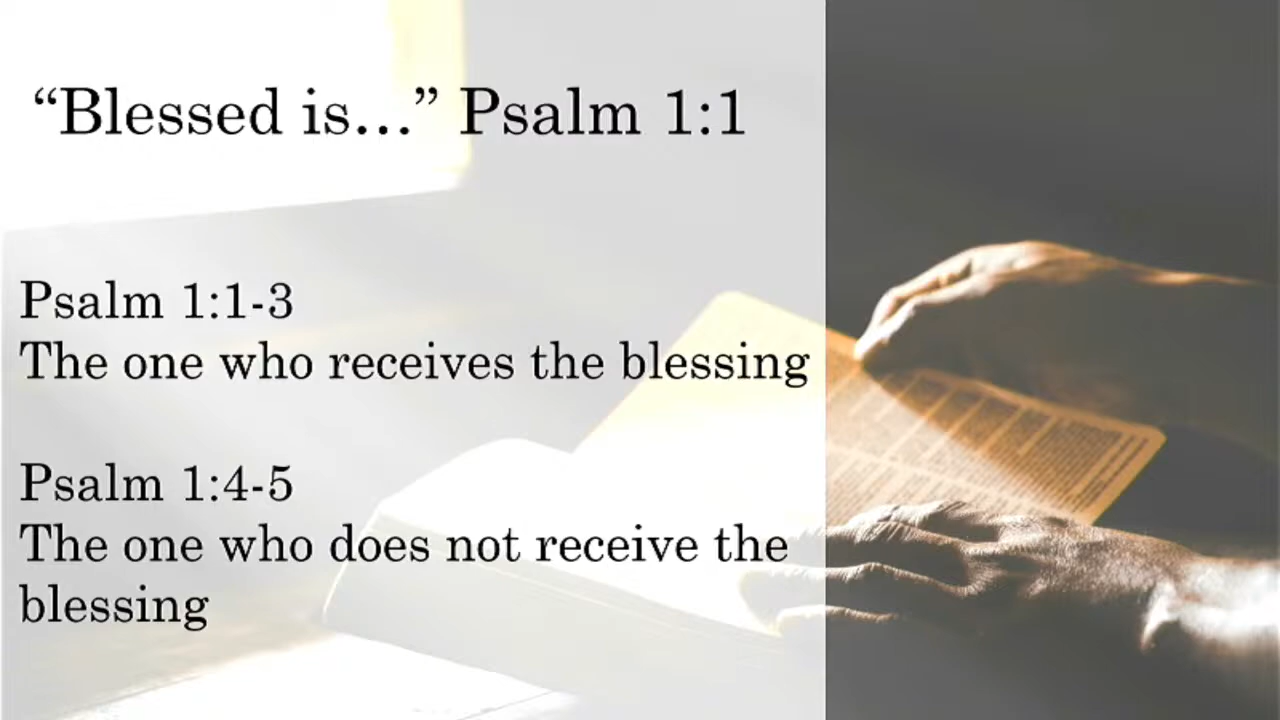 “Blessed is...” Psalm 1:1
Psalm 1:1-3
The one who receives the blessing
Psalm 1:4-5
The one who does not receive the
blessing